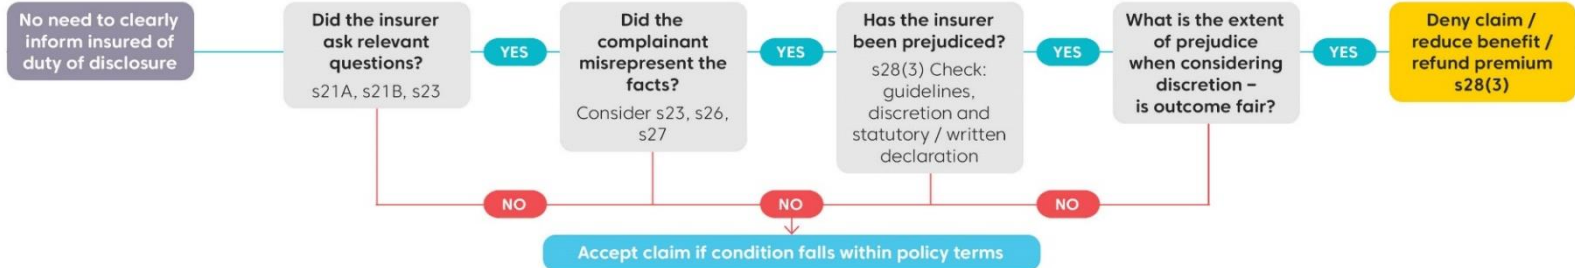 No need to clearly
inform insured of
duty of disclosure
Did the insurer
ask relevant
questions?
s21A, s21B, s23
YES
Did the
complainant
misrepresent the
facts?
Consider s23, s26,
s27
YES
Has the insurer
been prejudiced?
s28(3) Check:
guidelines,
discretion and
statutory / written
declaration
YES
What is the extent
of prejudice
when considering
discretion –
is outcome fair?
YES
Deny claim /
reduce benefit /
refund premium
s28(3)
NO
NO
NO
Accept claim if condition falls within policy terms